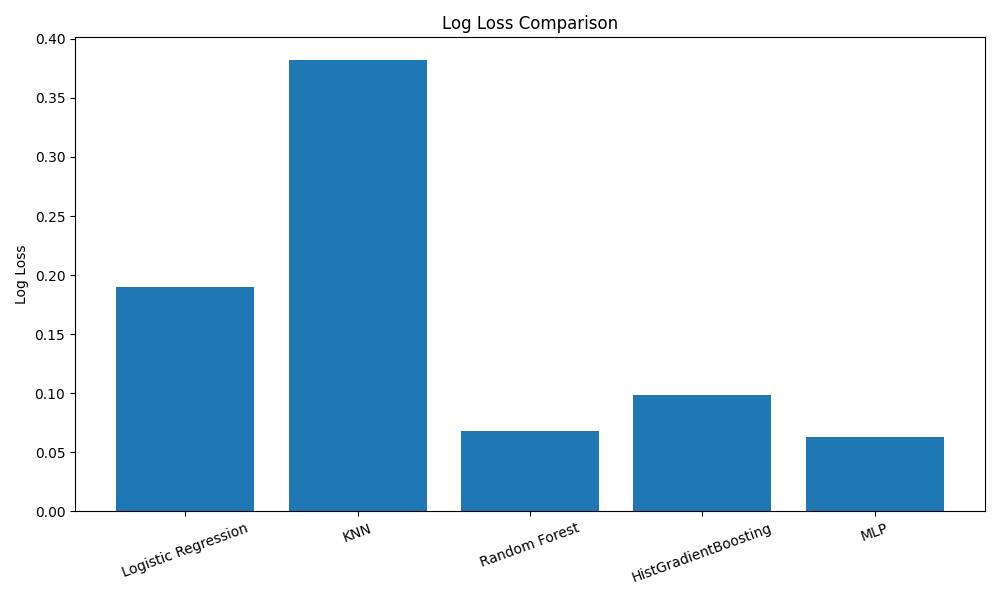 Log Loss Comparison
Log Loss
0.40
0.35
0.30
0.25
0.20
0.15
0.10
0.05
0.00
Logistic Regression
KNN
Random Forest
HistGradientBoosting
MLP